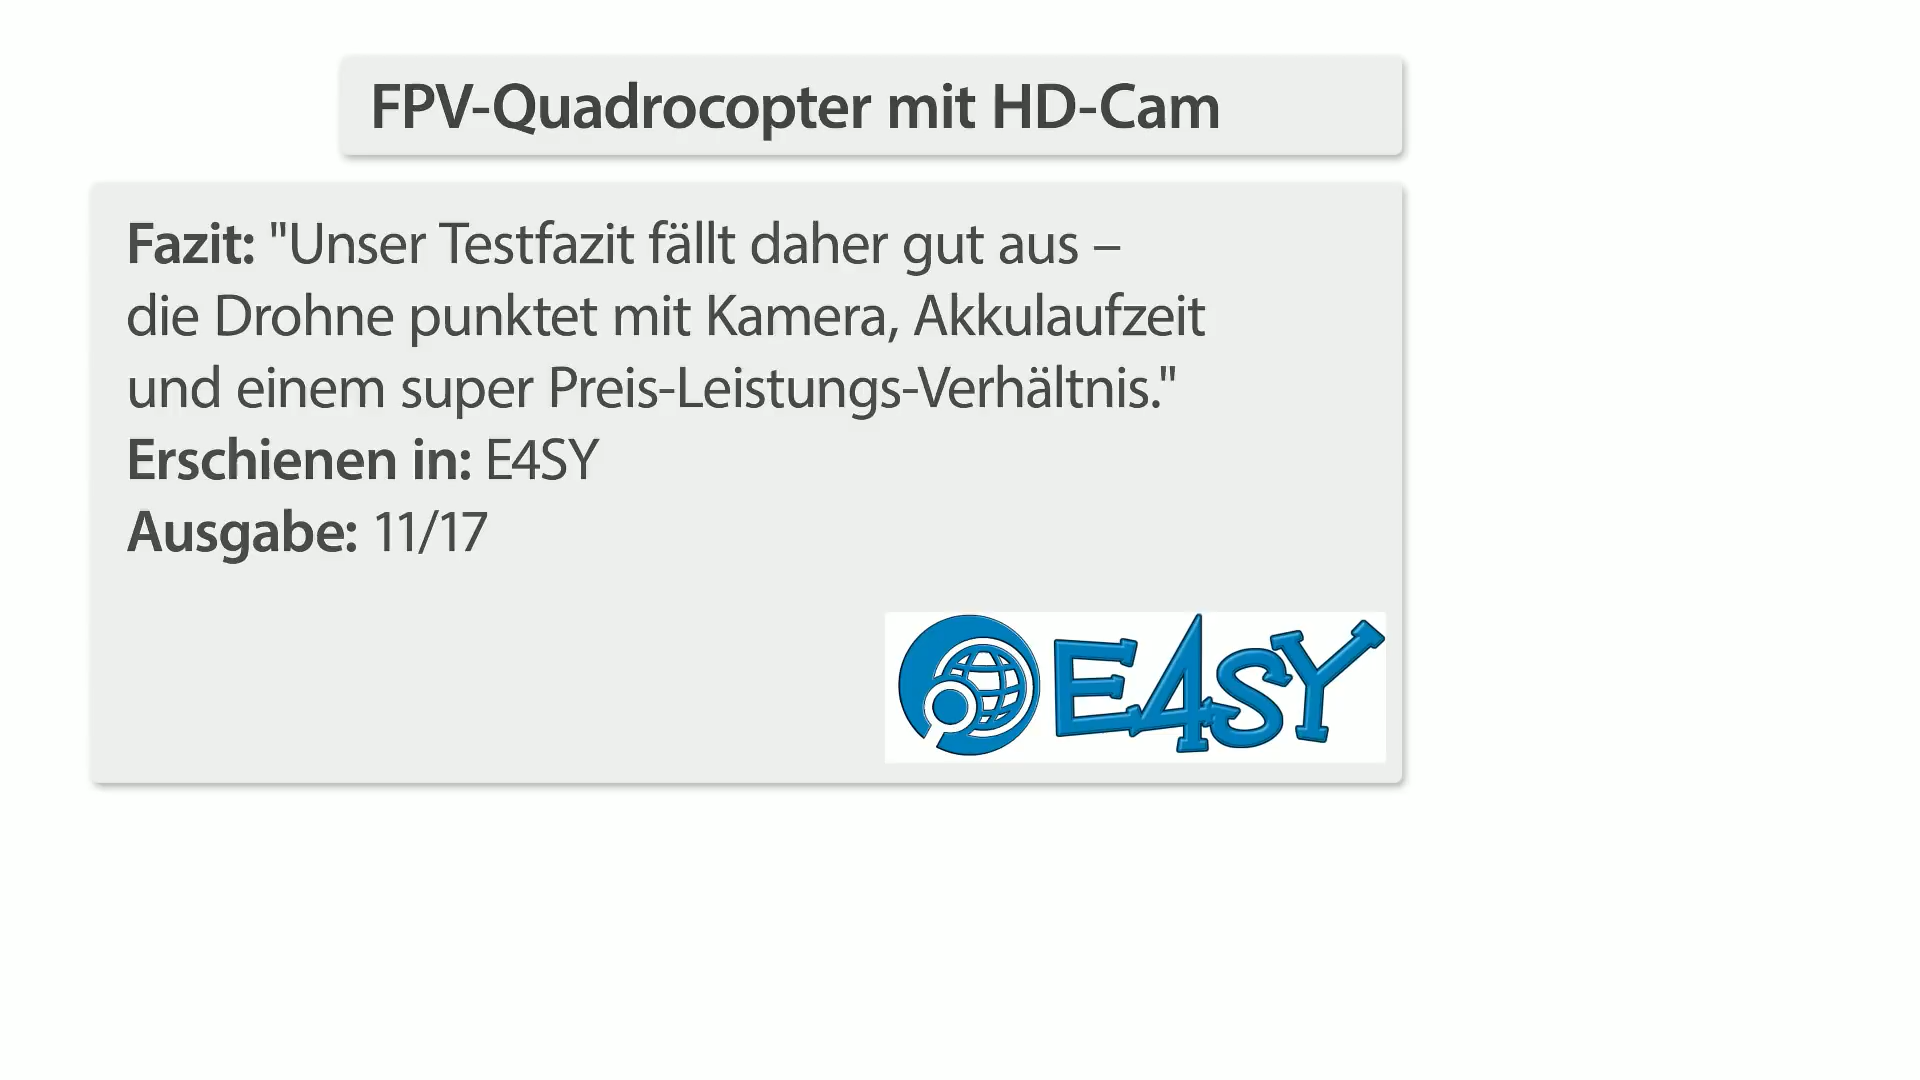 FPV-Quadrocopter mit HD-Cam
Fazit: "Unser Testfazit fällt daher gut aus –
die Drohne punktet mit Kamera, Akkulaufzeit
und einem super Preis-Leistungs-Verhältnis."
Erschienen in: E4SY
Ausgabe: 11/17
E4SY